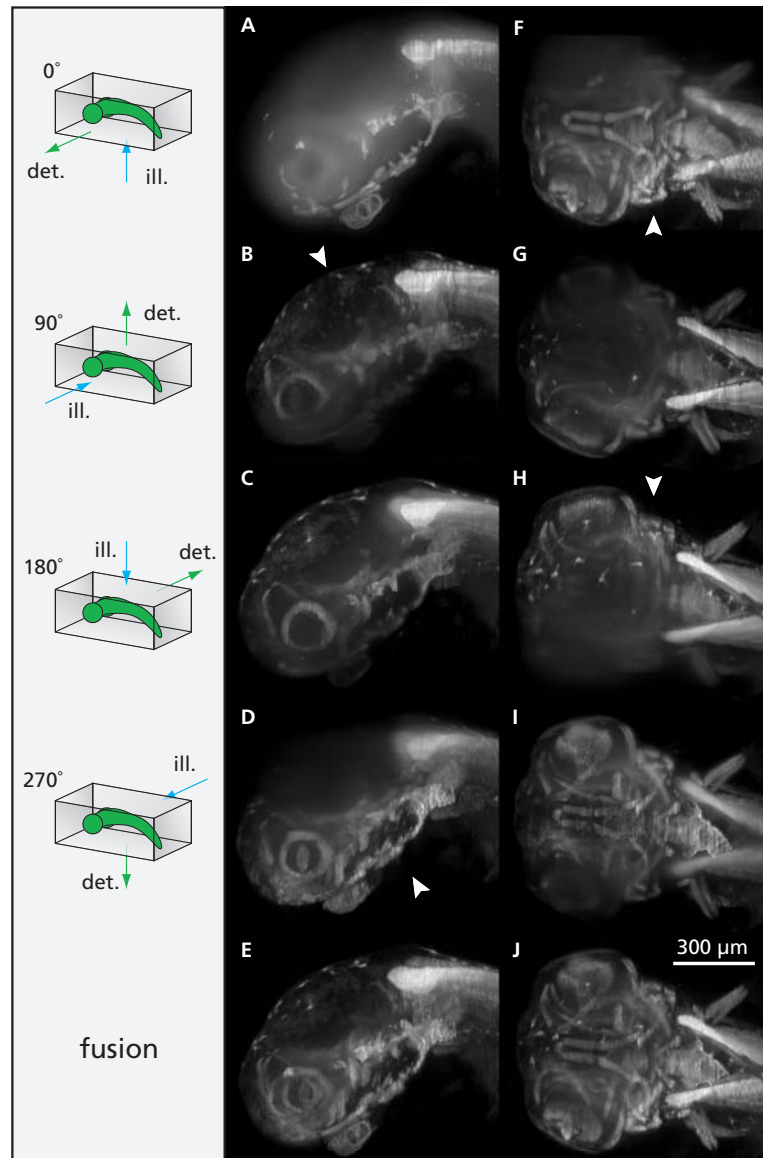 0°
det.
ill.
90°
det.
ill.
180°
ill.
det.
270°
ill.
det.
fusion
A
F
B
G
C
H
D
I
E
J
300 µm